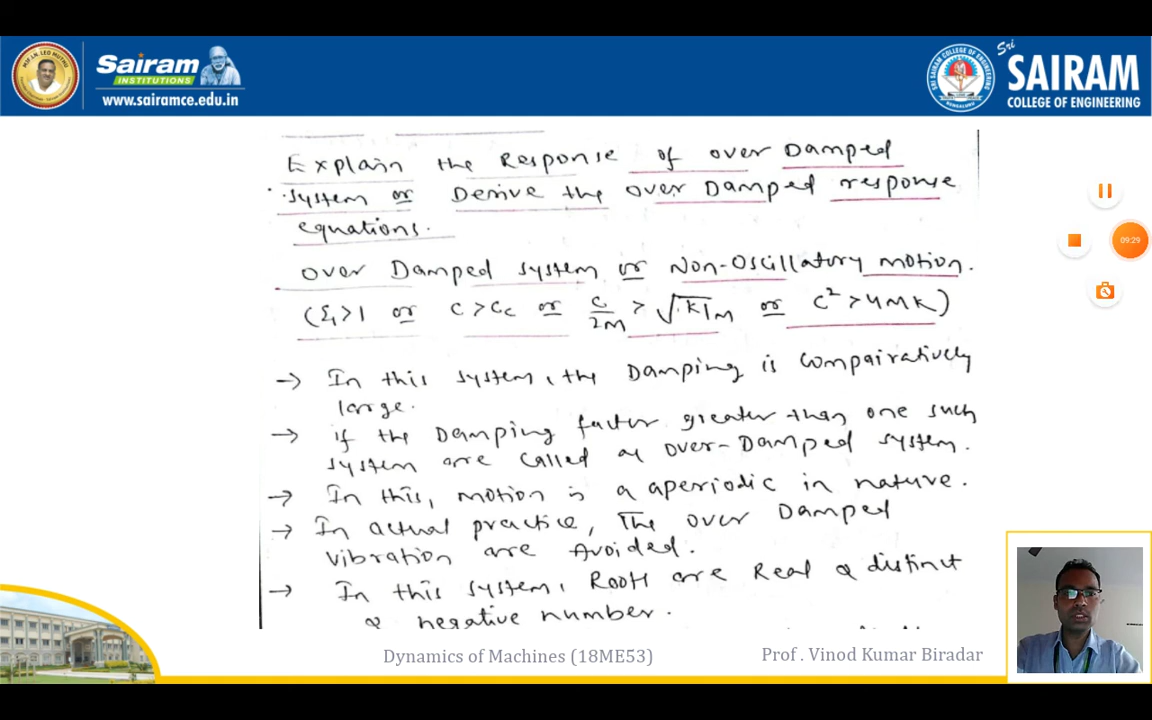 Sairam
INSTITUTIONS
www.sairamce.edu.in
Sri
SAIRAM
COLLEGE OF ENGINEERING
Explain the Response of over Damped
system or Derive the over Damped response
equations.
over Damped system or Non-Oscillatory motion.
(ξ>1 or C>Cc or C/2M > √K/M or C²>4MK)
→ In this system, the Damping is Compairatively
large.
→ if the Damping factor greater than one such
system are called as over-Damped system.
→ In this, motion is a aperiodic in nature.
→ In actual practice, The over Damped
vibration are Avoided.
→ In this system, Roots are Real & distinct
& negative number.
Dynamics of Machines (18ME53)
Prof . Vinod Kumar Biradar
09:29